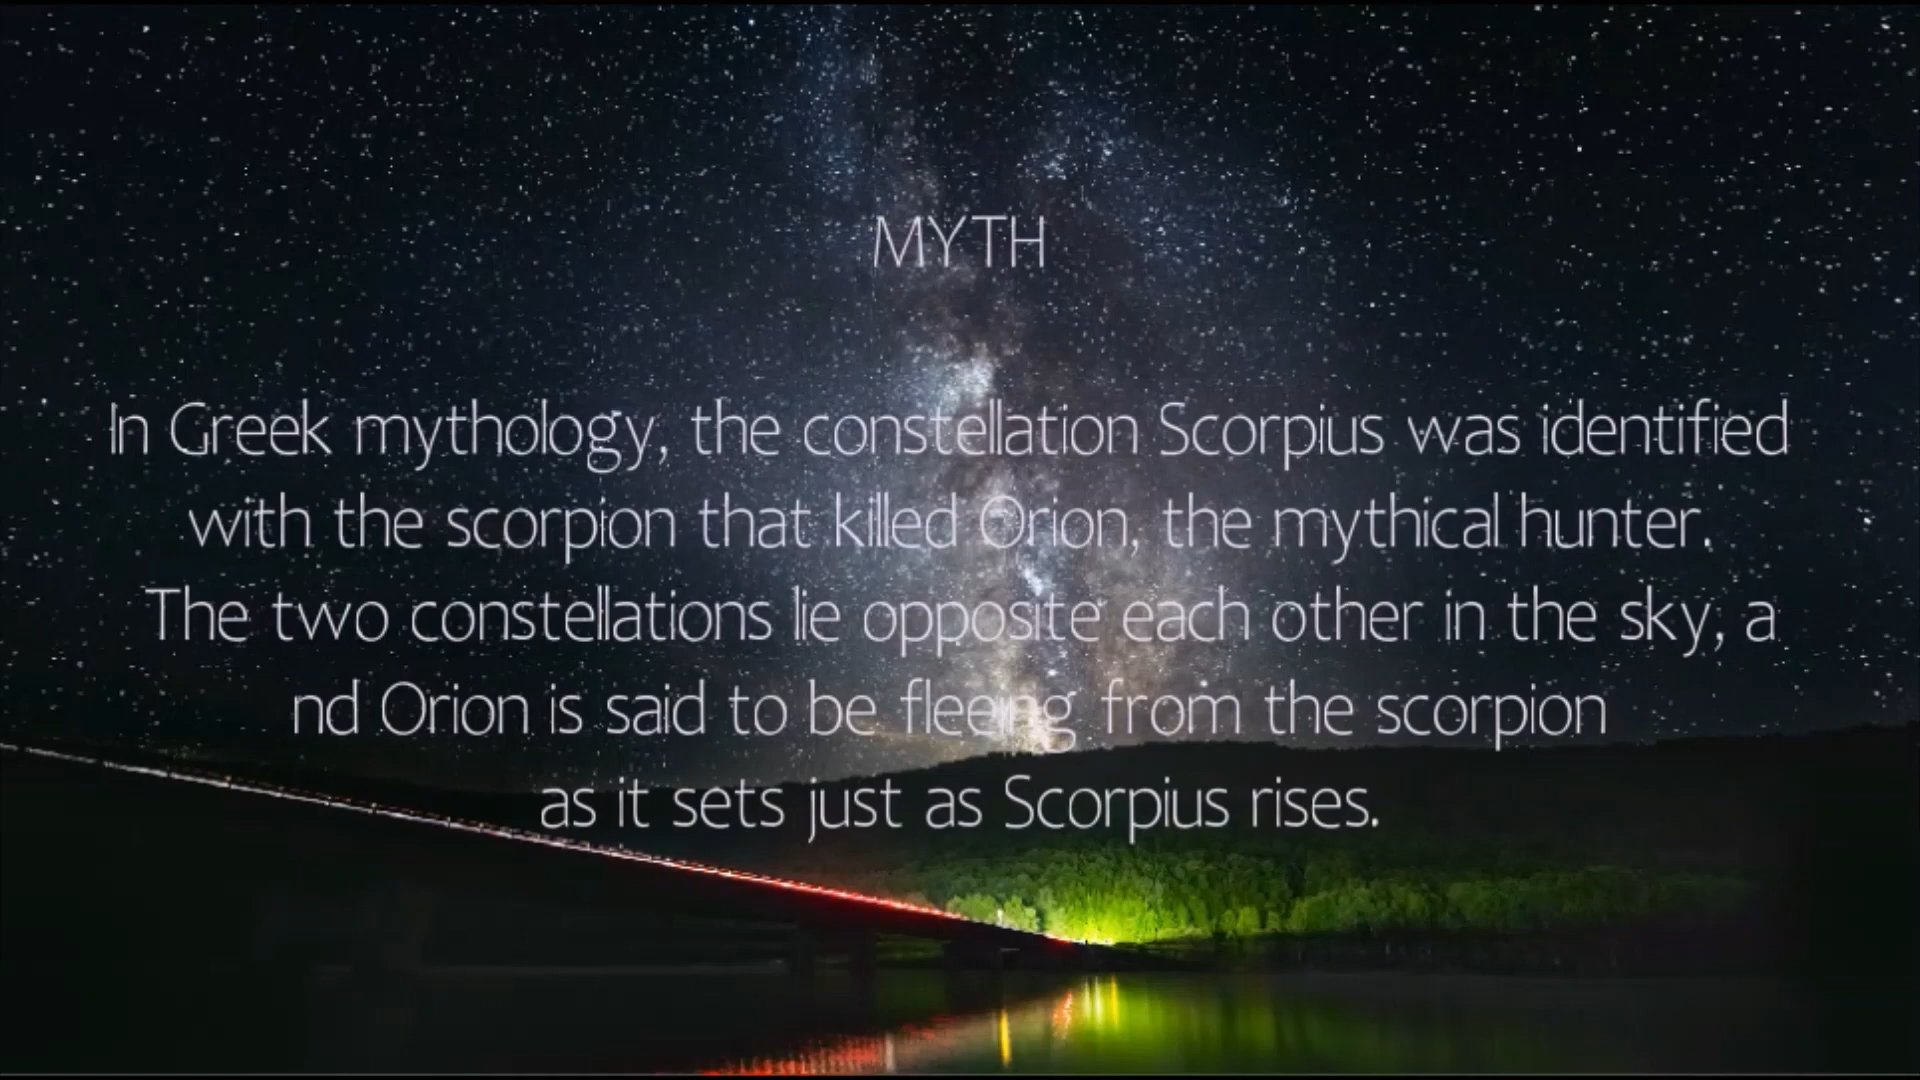 MYTH
In Greek mythology, the constellation Scorpius was identified
with the scorpion that killed Orion, the mythical hunter.
The two constellations lie opposite each other in the sky, a
nd Orion is said to be fleeing from the scorpion
as it sets just as Scorpius rises.